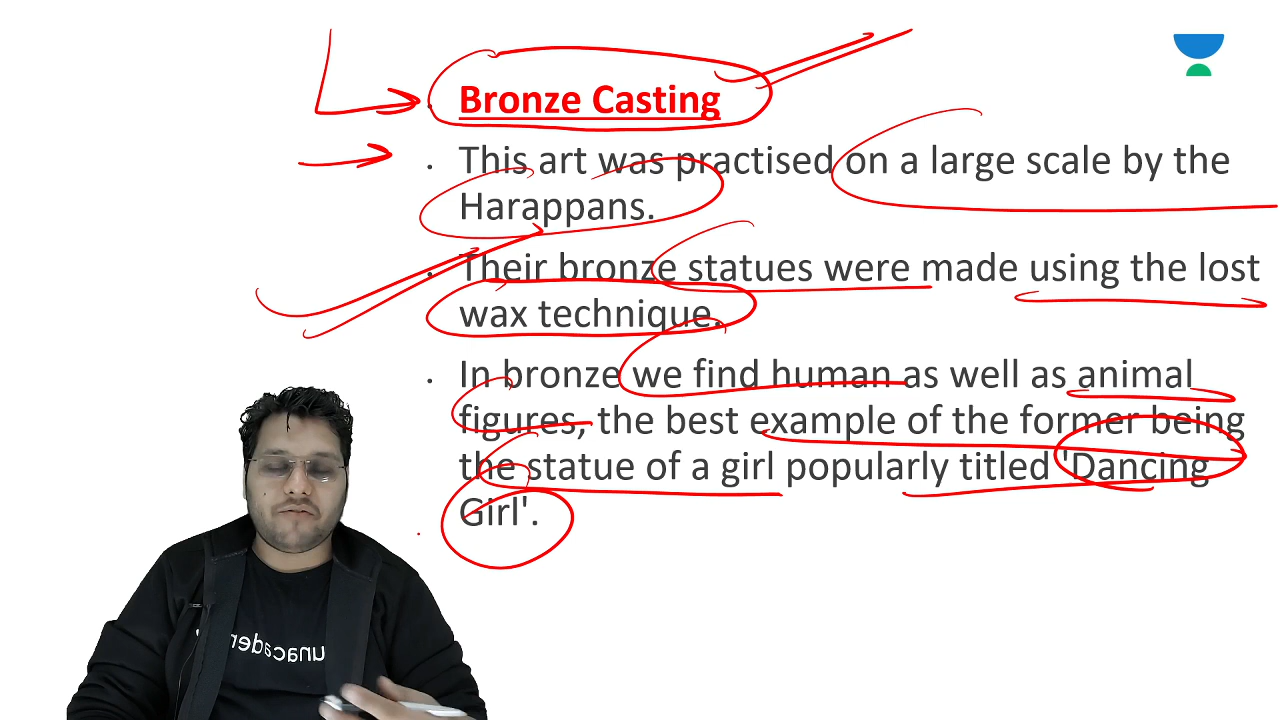 Bronze Casting
• This art was practised on a large scale by the
Harappans.
• Their bronze statues were made using the lost
wax technique.
• In bronze we find human as well as animal
figures, the best example of the former being
the statue of a girl popularly titled 'Dancing
Girl'.
unacadem